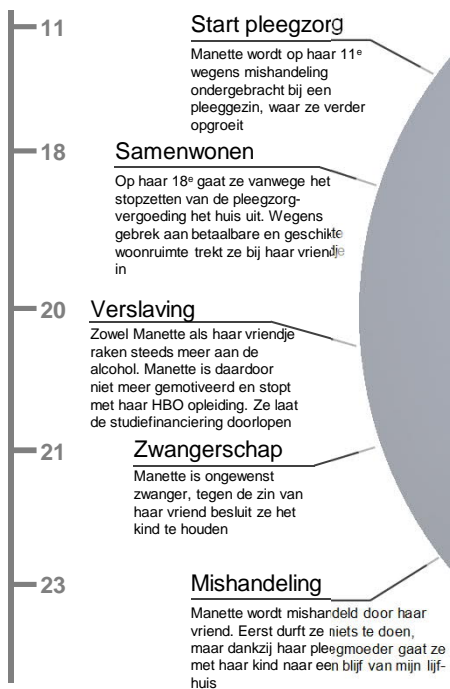 11
Start pleegzorg
Manette wordt op haar 11e
wegens mishandeling
ondergebracht bij een
pleeggezin, waar ze verder
opgroeit
18
Samenwonen
Op haar 18e gaat ze vanwege het
stopzetten van de pleegzorg-
vergoeding het huis uit. Wegens
gebrek aan betaalbare en geschikte
woonruimte trekt ze bij haar vriendje
in
20
Verslaving
Zowel Manette als haar vriendje
raken steeds meer aan de
alcohol. Manette is daardoor
niet meer gemotiveerd en stopt
met haar HBO opleiding. Ze laat
de studiefinanciering doorlopen
21
Zwangerschap
Manette is ongewenst
zwanger, tegen de zin van
haar vriend besluit ze het
kind te houden
23
Mishandeling
Manette wordt mishandeld door haar
vriend. Eerst durft ze niets te doen,
maar dankzij haar pleegmoeder gaat ze
met haar kind naar een blijf van mijn lijf-
huis